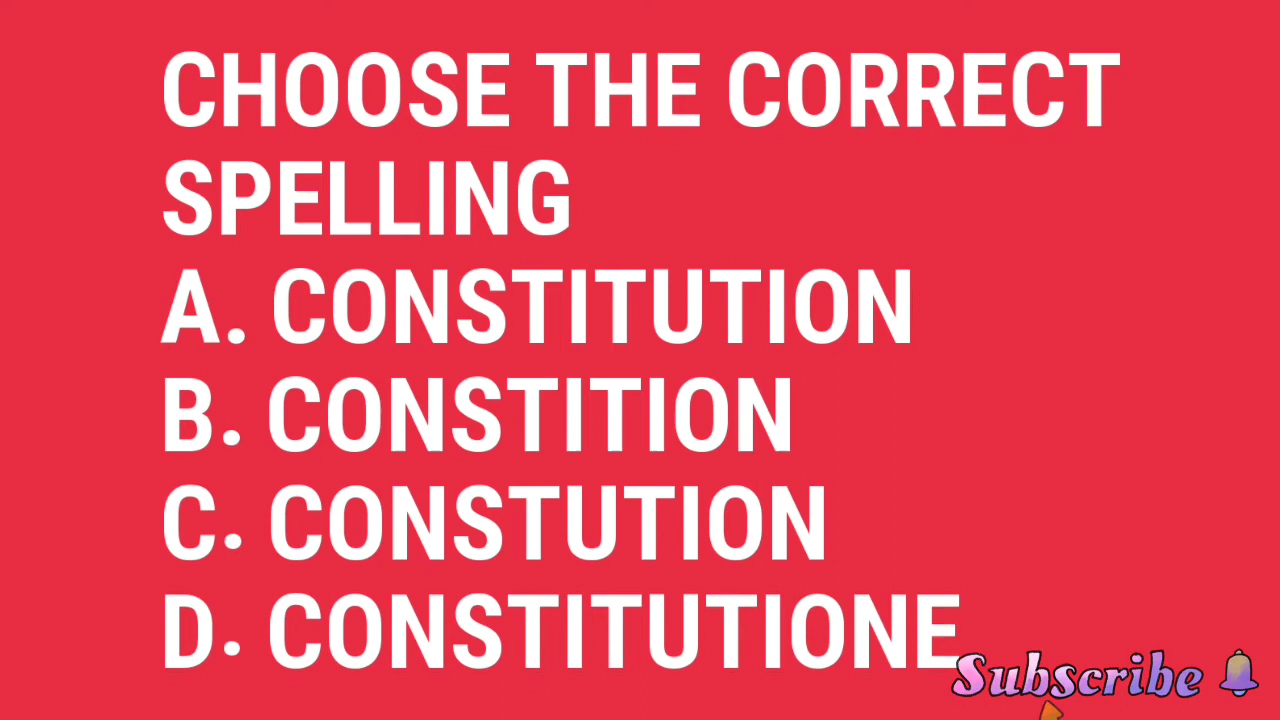 CHOOSE THE CORRECT
SPELLING
A. CONSTITUTION
B. CONSTITION
C. CONSTUTION
D. CONSTITUTIONE
Subscribe